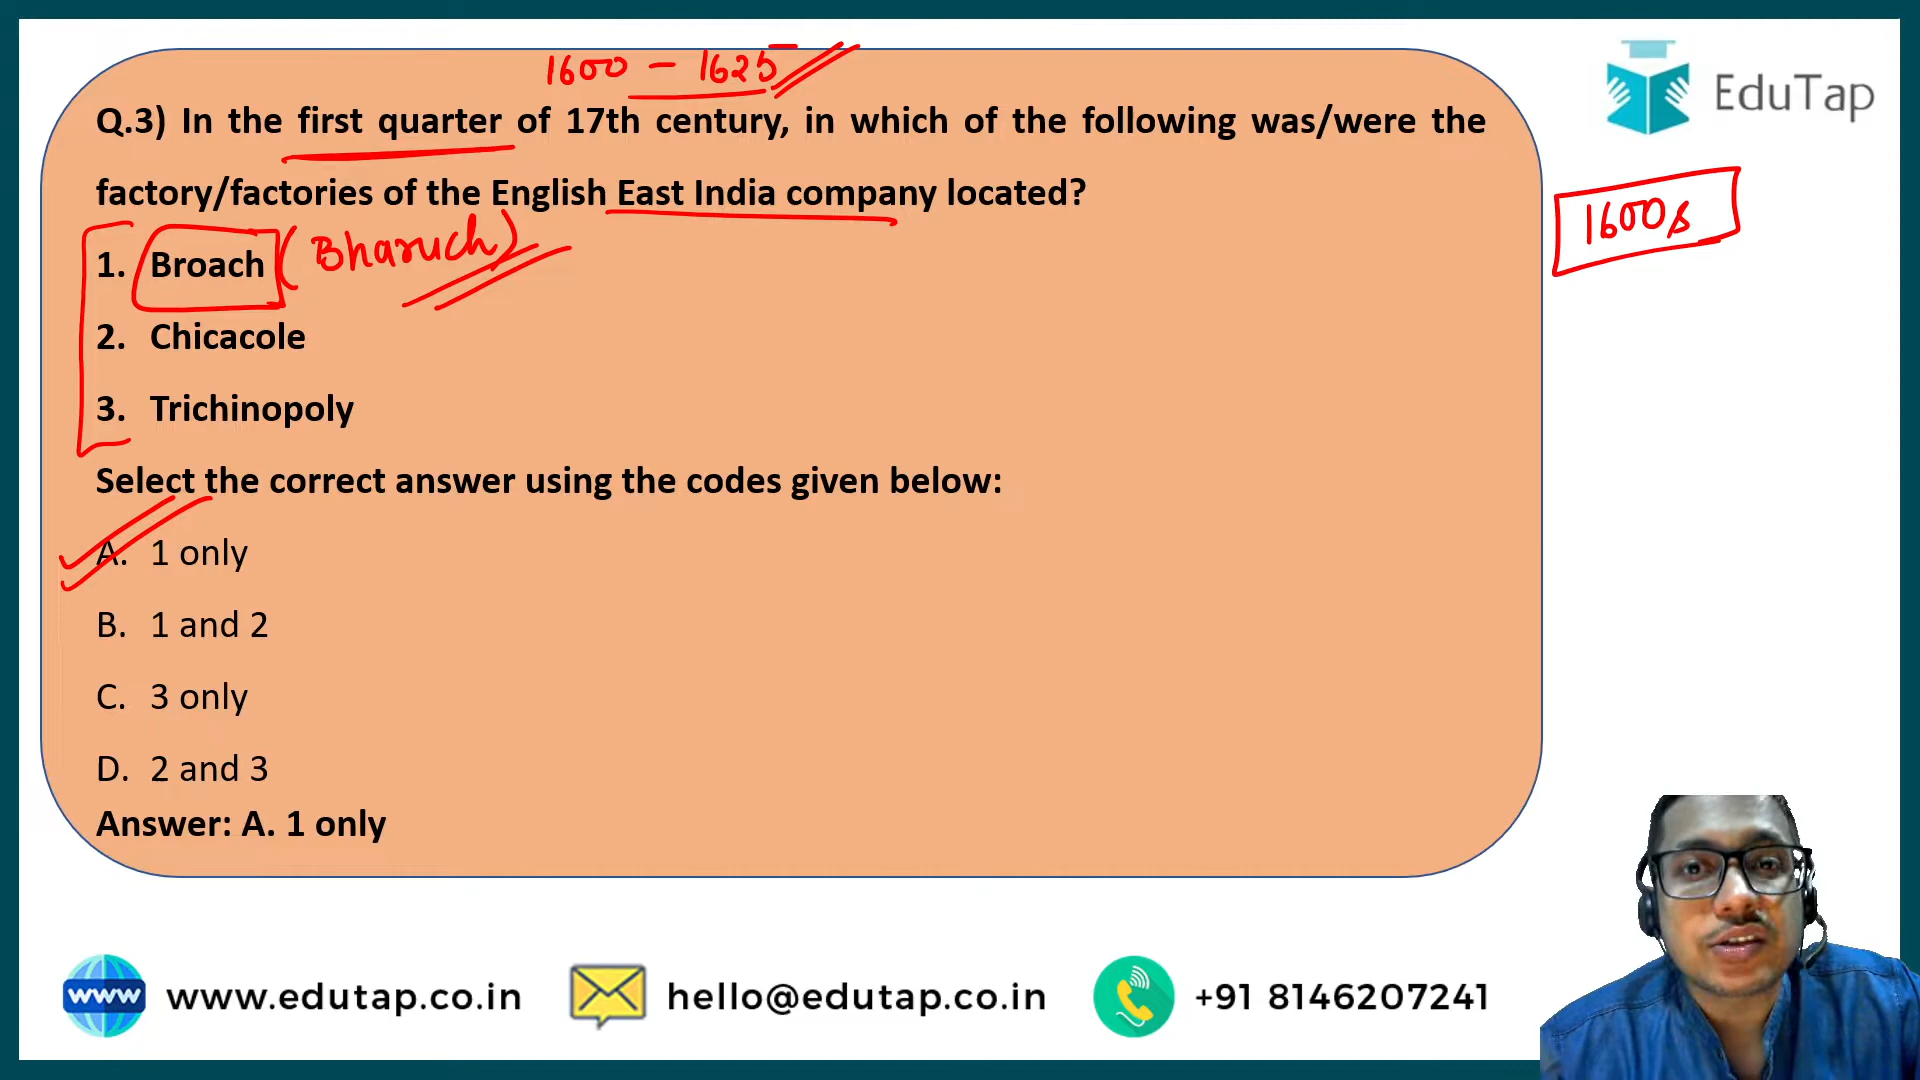 1600 - 1625
Q.3) In the first quarter of 17th century, in which of the following was/were the
factory/factories of the English East India company located?
1. Broach (Bharuch)
2. Chicacole
3. Trichinopoly
Select the correct answer using the codes given below:
A. 1 only
B. 1 and 2
C. 3 only
D. 2 and 3
Answer: A. 1 only
EduTap
1600s
www www.edutap.co.in hello@edutap.co.in +91 8146207241